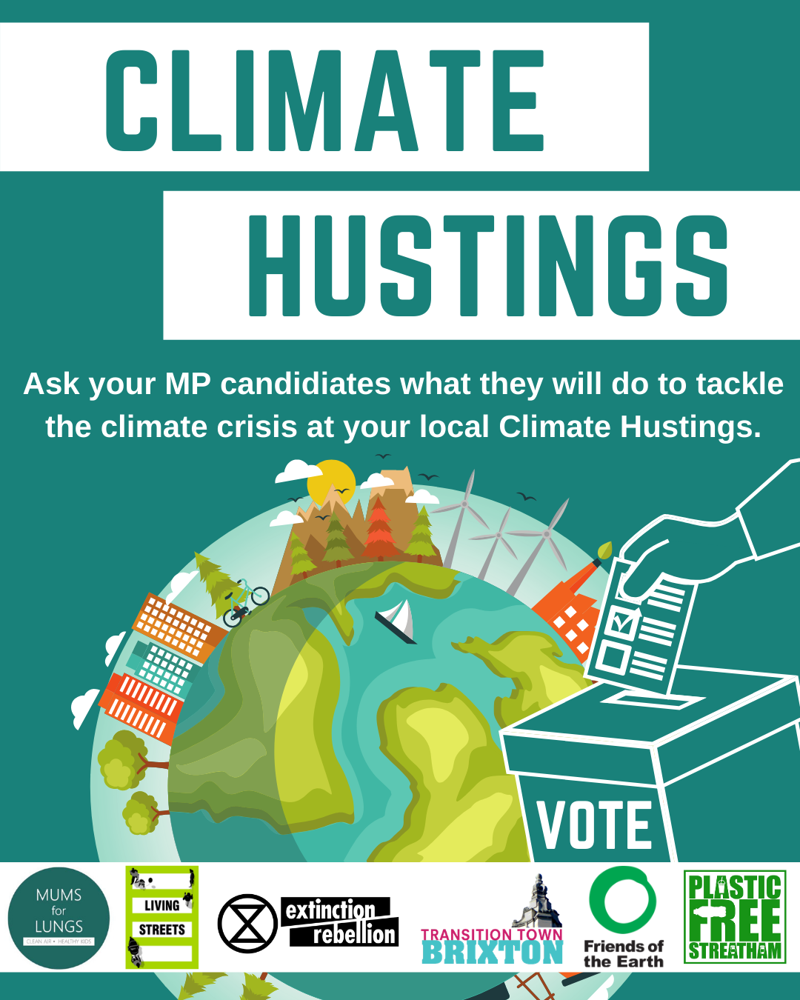 CLIMATE
HUSTINGS
Ask your MP candidiates what they will do to tackle
the climate crisis at your local Climate Hustings.
VOTE
MUMS
for
LUNGS
CLEAN AIR • HEALTHY KIDS
LIVING
STREETS
extinction
rebellion
TRANSITION TOWN
BRIXTON
Friends of
the Earth
PLASTIC
FREE
STREATHAM